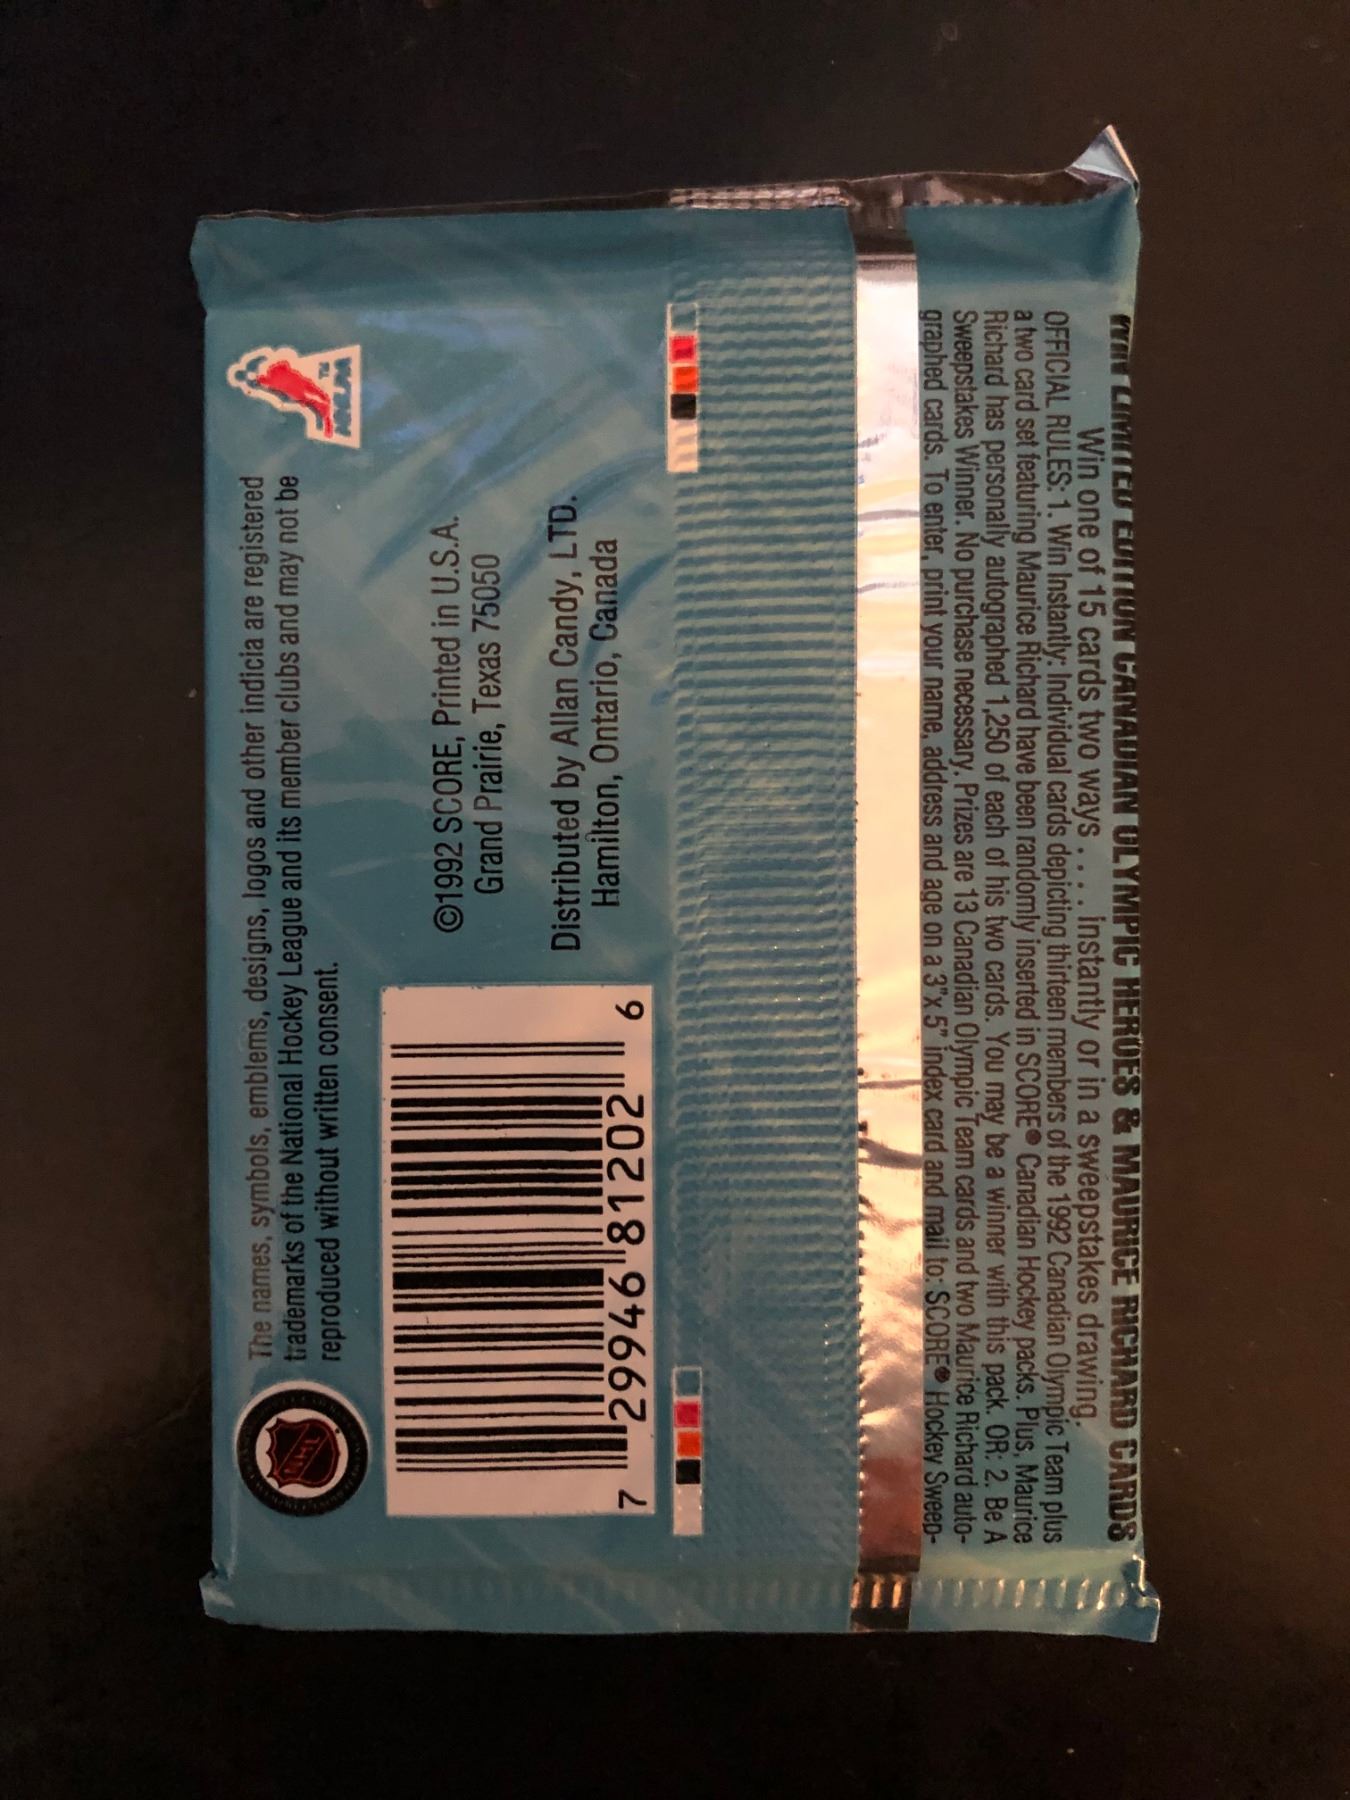 WIN LIMITED EDITION CANADIAN OLYMPIC HEROES & MAURICE RICHARD CARDS
Win one of 15 cards two ways . . . . instantly or in a sweepstakes drawing.
OFFICIAL RULES: 1. Win Instantly: Individual cards depicting thirteen members of the 1992 Canadian Olympic Team plus
a two card set featuring Maurice Richard have been randomly inserted in SCORE® Canadian Hockey packs. Plus, Maurice
Richard has personally autographed 1,250 of each of his two cards. You may be a winner with this pack. OR: 2. Be A
Sweepstakes Winner. No purchase necessary. Prizes are 13 Canadian Olympic Team cards and two Maurice Richard auto-
graphed cards. To enter, print your name, address and age on a 3"x 5" index card and mail to: SCORE® Hockey Sweep-
The names, symbols, emblems, designs, logos and other indicia are registered
trademarks of the National Hockey League and its member clubs and may not be
reproduced without written consent.
NHL
NHLPA
TM
©1992 SCORE, Printed in U.S.A.
Grand Prairie, Texas 75050
Distributed by Allan Candy, LTD.
Hamilton, Ontario, Canada
7 29946 81202 6